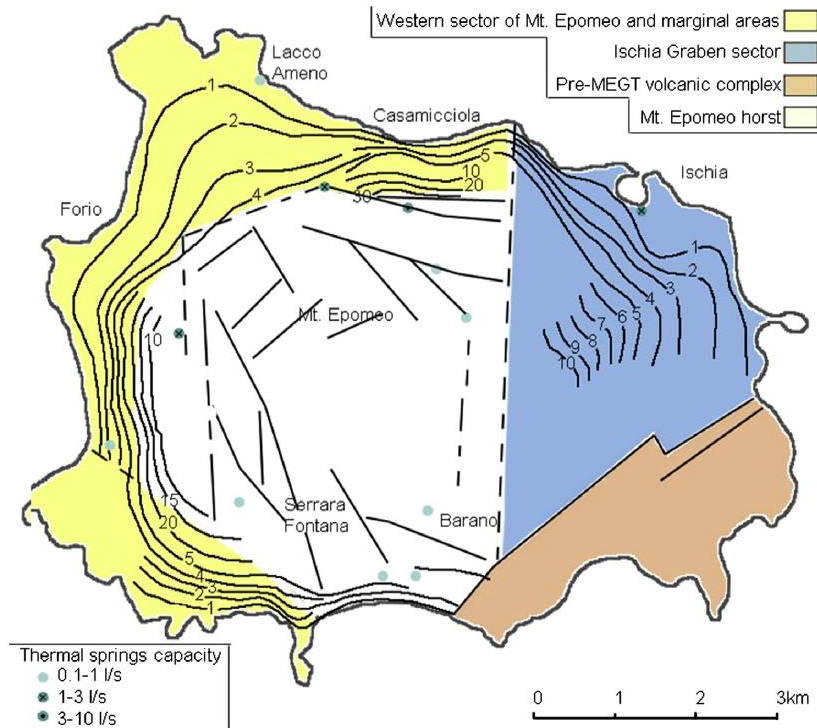 Western sector of Mt. Epomeo and marginal areas
Ischia Graben sector
Pre-MEGT volcanic complex
Mt. Epomeo horst
Lacco
Ameno
Casamicciola
Ischia
Forio
Mt. Epomeo
Serrara
Fontana
Barano
1
2
3
4
5
10
20
30
1
2
3
4
5
6
7
8
9
10
10
15
20
5
4
3
2
1
Thermal springs capacity
0.1-1 l/s
1-3 l/s
3-10 l/s
0 1 2 3km